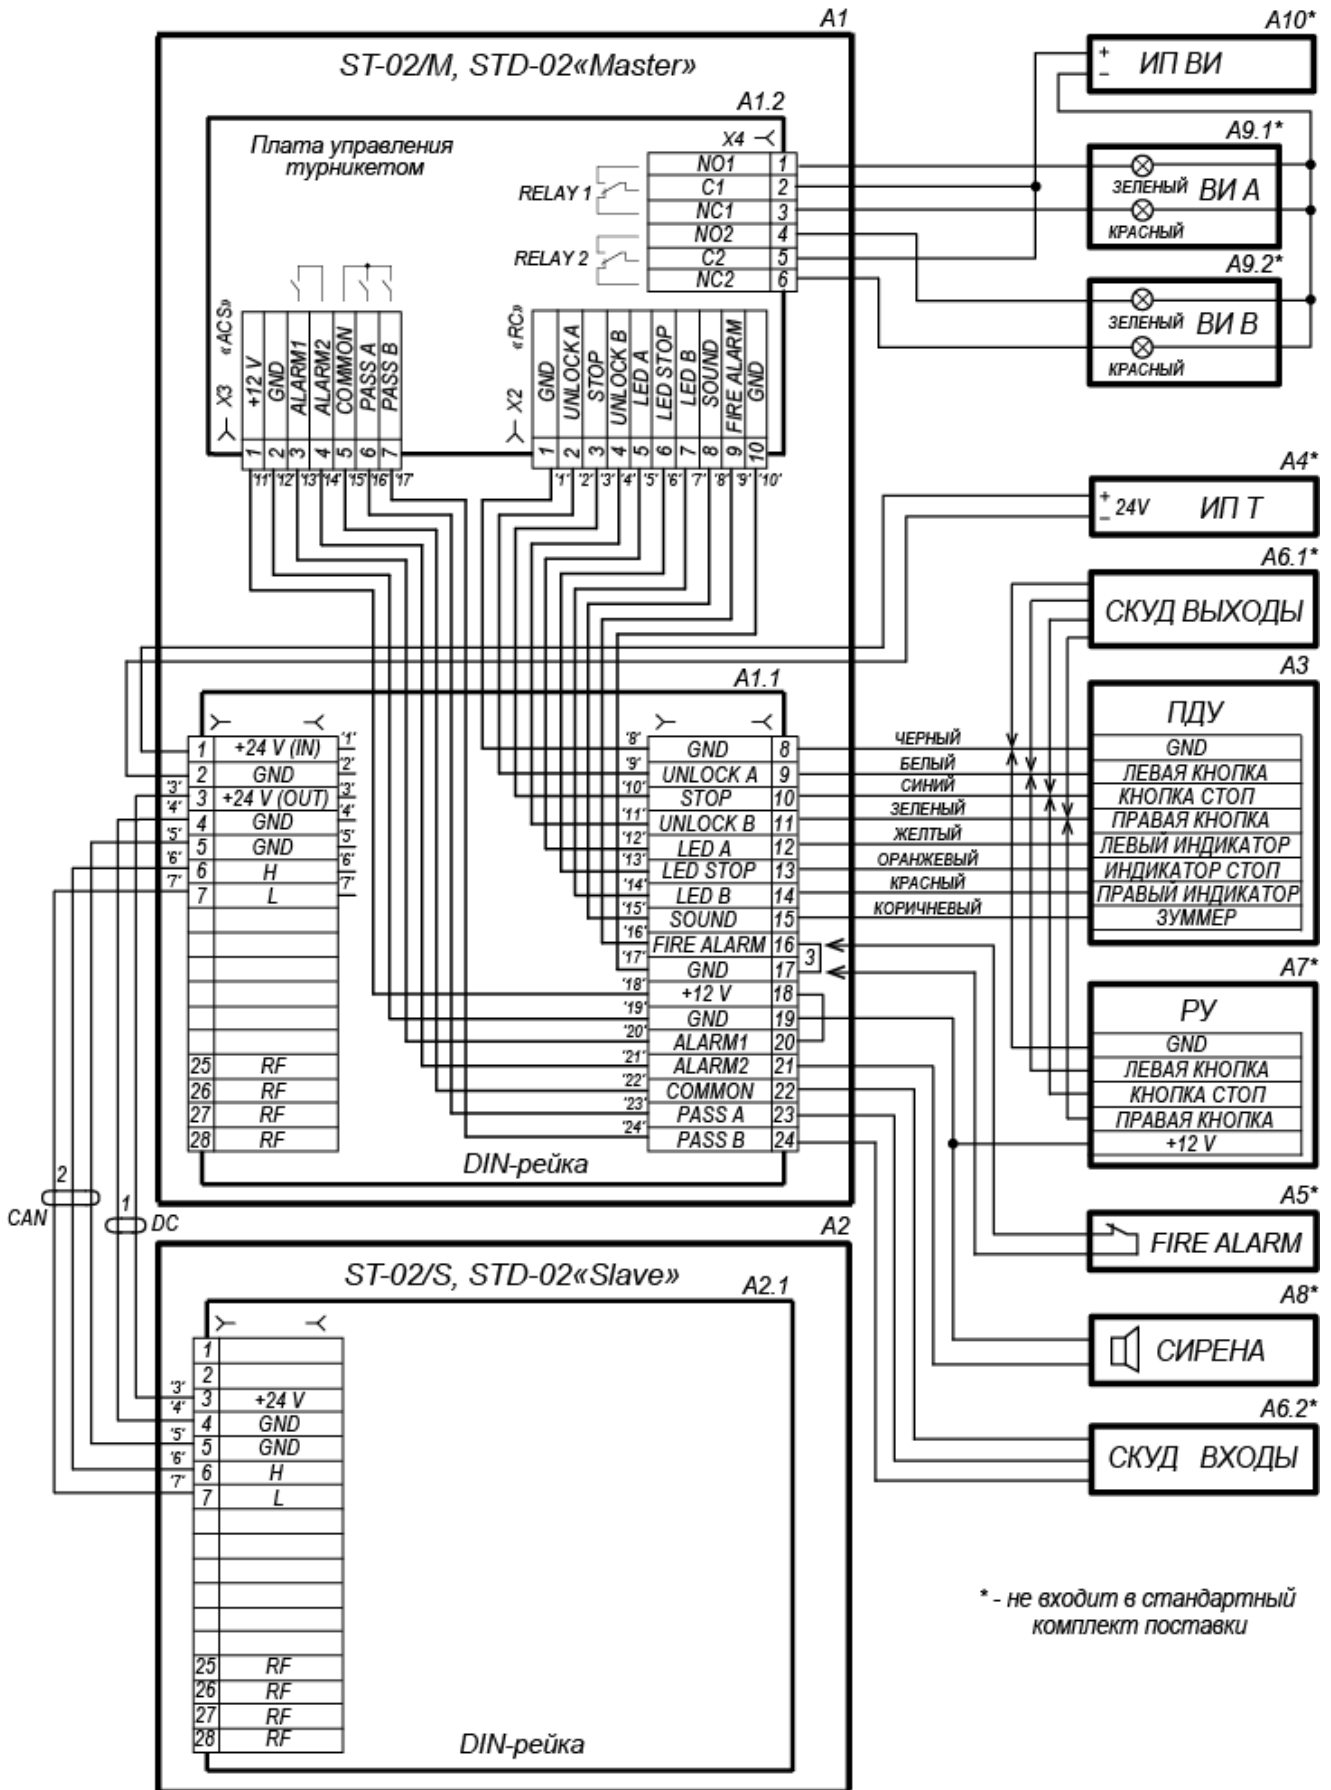 A1
ST-02/M, STD-02«Master»
A1.2
Плата управления
турникетом
X4
RELAY 1
RELAY 2
NO1 1
C1 2
NC1 3
NO2 4
C2 5
NC2 6
«ACS»
X3
+12 V 1
GND 2
ALARM1 3
ALARM2 4
COMMON 5
PASS A 6
PASS B 7
'11' '12' '13' '14' '15' '16' '17'
«RC»
X2
GND 1
UNLOCK A 2
STOP 3
UNLOCK B 4
LED A 5
LED STOP 6
LED B 7
SOUND 8
FIRE ALARM 9
GND 10
'1' '2' '3' '4' '5' '6' '7' '8' '9' '10'
A1.1
1 +24 V (IN) '1'
2 GND '2'
'3' 3 +24 V (OUT) '3'
'4' 4 GND '4'
'5' 5 GND '5'
'6' 6 H '6'
'7' 7 L '7'
25 RF
26 RF
27 RF
28 RF
'8' GND 8 ЧЕРНЫЙ
'9' UNLOCK A 9 БЕЛЫЙ
'10' STOP 10 СИНИЙ
'11' UNLOCK B 11 ЗЕЛЕНЫЙ
'12' LED A 12 ЖЕЛТЫЙ
'13' LED STOP 13 ОРАНЖЕВЫЙ
'14' LED B 14 КРАСНЫЙ
'15' SOUND 15 КОРИЧНЕВЫЙ
'16' FIRE ALARM 16
3
'17' GND 17
'18' +12 V 18
'19' GND 19
'20' ALARM1 20
'21' ALARM2 21
'22' COMMON 22
'23' PASS A 23
'24' PASS B 24
DIN-рейка
2
CAN
1
DC
A2
ST-02/S, STD-02«Slave»
A2.1
1
2
'3' 3 +24 V
'4' 4 GND
'5' 5 GND
'6' 6 H
'7' 7 L
25 RF
26 RF
27 RF
28 RF
DIN-рейка
A10*
+
−
ИП ВИ
A9.1*
ЗЕЛЕНЫЙ
ВИ А
КРАСНЫЙ
A9.2*
ЗЕЛЕНЫЙ
ВИ В
КРАСНЫЙ
A4*
+
−
24V
ИП Т
A6.1*
СКУД ВЫХОДЫ
A3
ПДУ
GND
ЛЕВАЯ КНОПКА
КНОПКА СТОП
ПРАВАЯ КНОПКА
ЛЕВЫЙ ИНДИКАТОР
ИНДИКАТОР СТОП
ПРАВЫЙ ИНДИКАТОР
ЗУММЕР
A7*
РУ
GND
ЛЕВАЯ КНОПКА
КНОПКА СТОП
ПРАВАЯ КНОПКА
+12 V
A5*
FIRE ALARM
A8*
СИРЕНА
A6.2*
СКУД ВХОДЫ
* - не входит в стандартный
комплект поставки